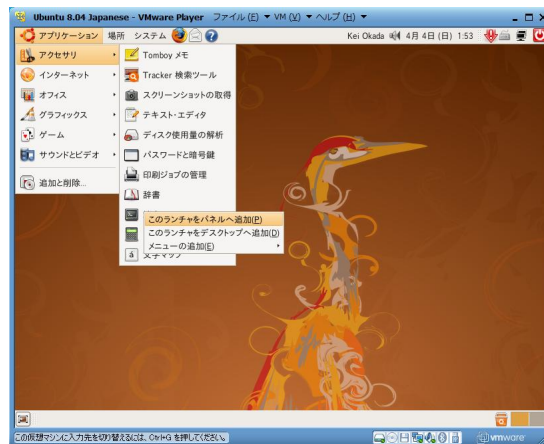 Ubuntu 8.04 Japanese - VMware Player ファイル(F) ▾ VM (V) ▾ ヘルプ(H) ▾
アプリケーション 場所 システム Kei Okada 4月 4日 (日) 1:53
アクセサリ
インターネット
オフィス
グラフィックス
ゲーム
サウンドとビデオ
追加と削除...
Tomboy メモ
Tracker 検索ツール
スクリーンショットの取得
テキスト・エディタ
ディスク使用量の解析
パスワードと暗号鍵
印刷ジョブの管理
辞書
このランチャをパネルへ追加(P)
このランチャをデスクトップへ追加(D)
メニューの追加(E)
文字マップ
この仮想マシンに入力先を切り替えるには、Ctrl+G を押してください。
vmware